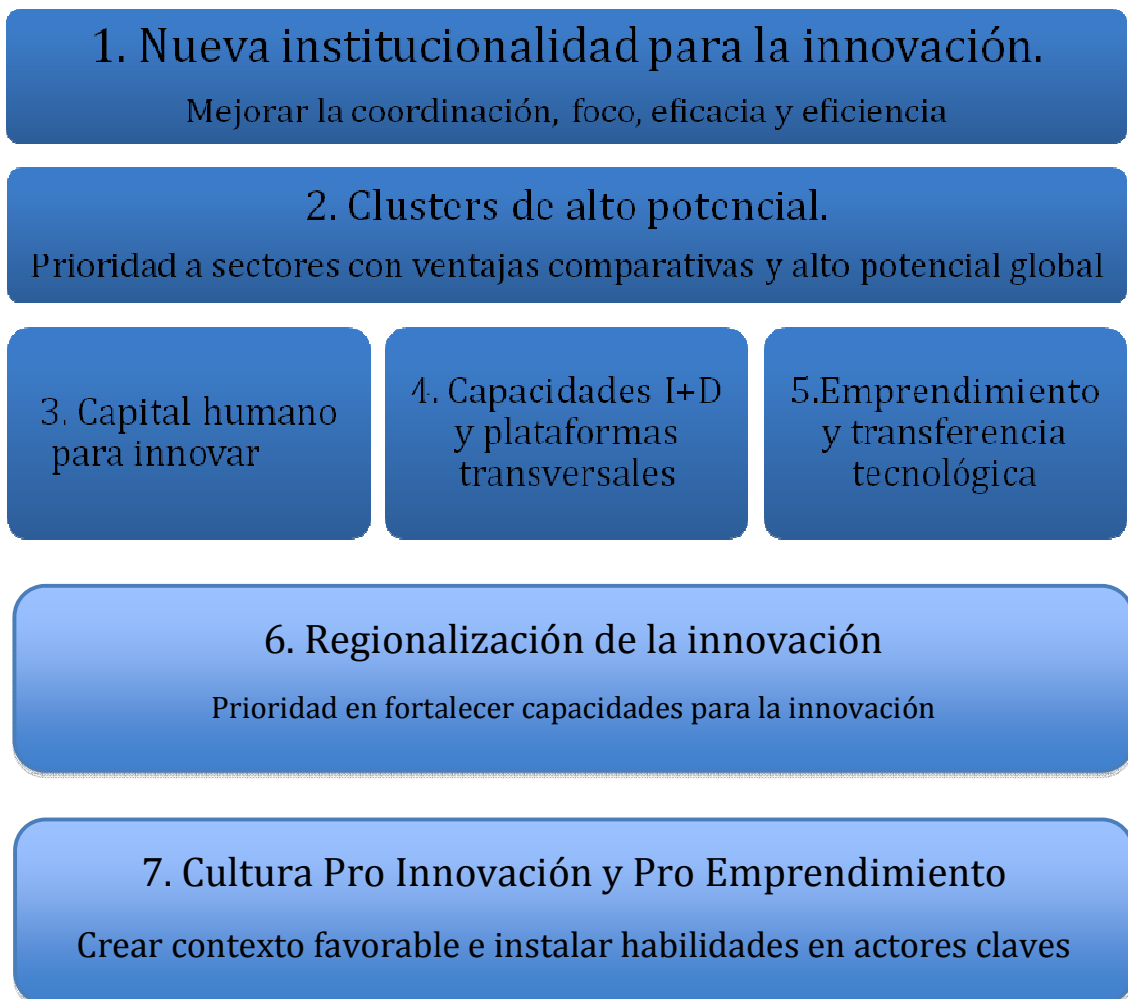 1. Nueva institucionalidad para la innovación.
Mejorar la coordinación, foco, eficacia y eficiencia
2. Clusters de alto potencial.
Prioridad a sectores con ventajas comparativas y alto potencial global
3. Capital humano
para innovar
4. Capacidades I+D
y plataformas
transversales
5.Emprendimiento
y transferencia
tecnológica
6. Regionalización de la innovación
Prioridad en fortalecer capacidades para la innovación
7. Cultura Pro Innovación y Pro Emprendimiento
Crear contexto favorable e instalar habilidades en actores claves